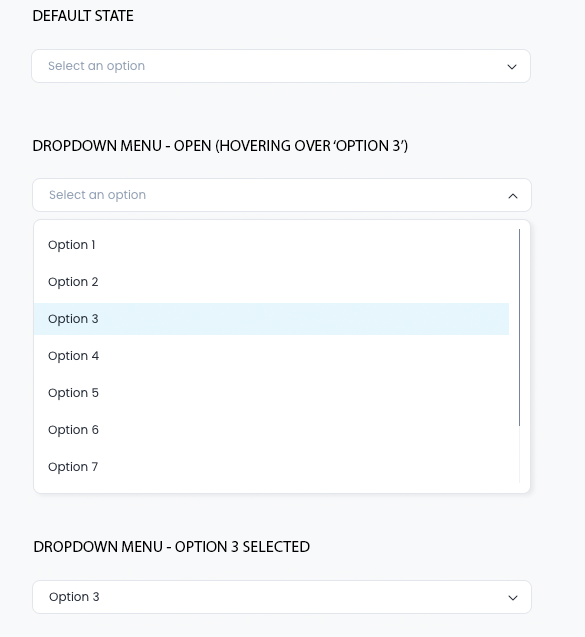 DEFAULT STATE
Select an option
DROPDOWN MENU - OPEN (HOVERING OVER ‘OPTION 3’)
Select an option
Option 1
Option 2
Option 3
Option 4
Option 5
Option 6
Option 7
DROPDOWN MENU - OPTION 3 SELECTED
Option 3